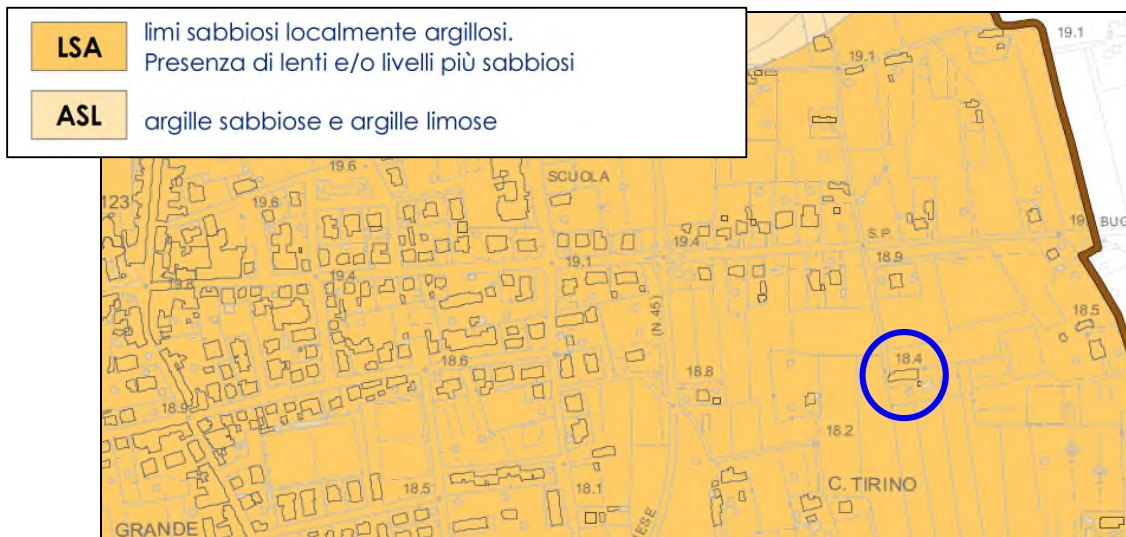 LSA
limi sabbiosi localmente argillosi.
Presenza di lenti e/o livelli più sabbiosi
ASL
argille sabbiose e argille limose
19.1
19.1
19.6
SCUOLA
123
19.6
19.4
S.P.
19.
BUG
19.1
18.9
19.4
19.8
(N.45)
18.5
18.4
18.6
18.8
18.9
18.2
C. TIRINO
18.5
18.1
GRANDE
ESE